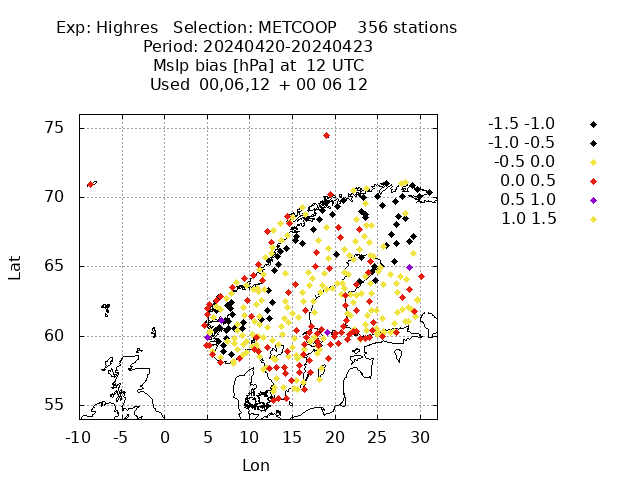 Exp: Highres Selection: METCOOP 356 stations
Period: 20240420-20240423
Mslp bias [hPa] at 12 UTC
Used 00,06,12 + 00 06 12
-1.5 -1.0
-1.0 -0.5
-0.5 0.0
0.0 0.5
0.5 1.0
1.0 1.5
75
70
65
60
55
Lat
-10 -5 0 5 10 15 20 25 30
Lon